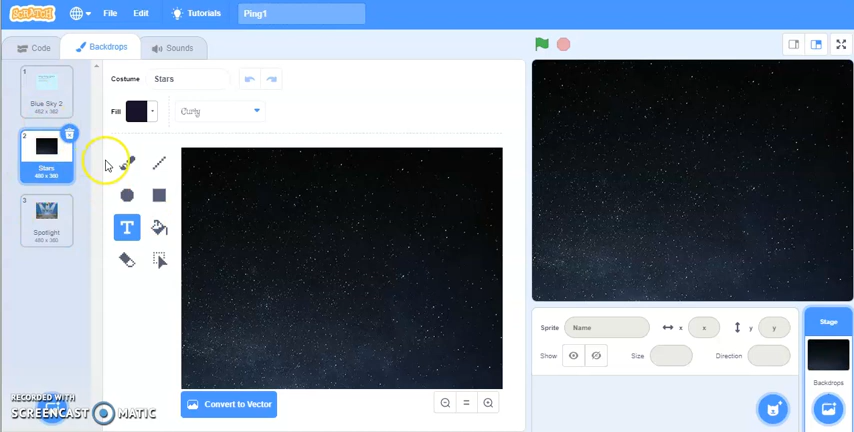 SCRATCH File Edit Tutorials Ping1
Code Backdrops Sounds
1
Blue Sky 2
2
Stars
480 x 360
3
Spotlight
480 x 360
Costume Stars
Fill Curly
T
Convert to Vector
Sprite Name x x y y
Show Size Direction
Stage
Backdrops
RECORDED WITH
SCREENCAST MATIC